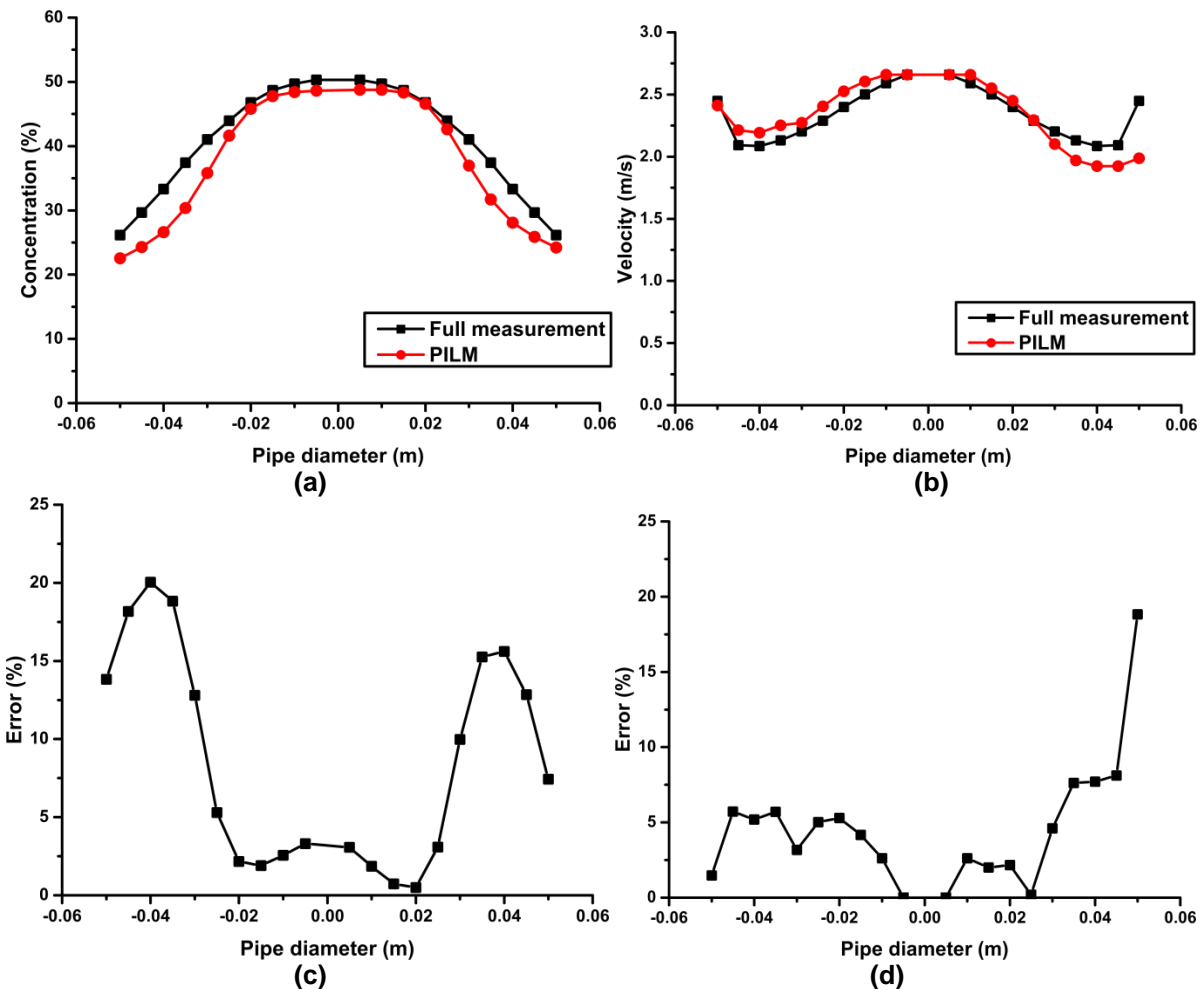 60
50
40
30
20
10
0
Concentration (%)
Full measurement
PILM
-0.06 -0.04 -0.02 0.00 0.02 0.04 0.06
Pipe diameter (m)
(a)
3.0
2.5
2.0
1.5
1.0
0.5
0.0
Velocity (m/s)
Full measurement
PILM
-0.06 -0.04 -0.02 0.00 0.02 0.04 0.06
Pipe diameter (m)
(b)
25
20
15
10
5
0
Error (%)
-0.06 -0.04 -0.02 0.00 0.02 0.04 0.06
Pipe diameter (m)
(c)
25
20
15
10
5
0
Error (%)
-0.06 -0.04 -0.02 0.00 0.02 0.04 0.06
Pipe diameter (m)
(d)